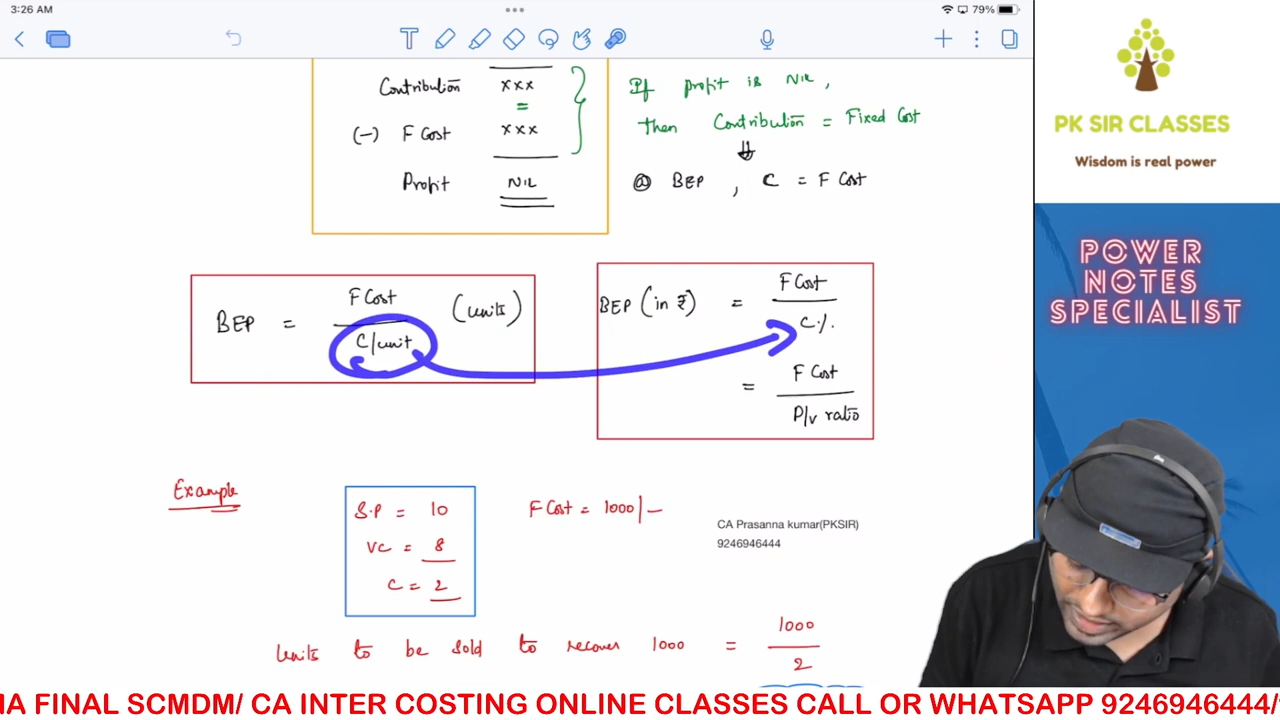 3:26 AM
79%
Contribution xxx
=
(-) F Cost xxx
Profit NIL
If Profit is NIL,
then Contribution = Fixed Cost
⇓
@ BEP , C = F Cost
BEP = F Cost / C/unit (units)
BEP (in ₹) = F Cost / C%
= F Cost / P/v ratio
Example
S.P = 10
VC = 8
C = 2
F Cost = 1000/-
CA Prasanna kumar(PKSIR)
9246946444
Units to be sold to recover 1000 = 1000 / 2
PK SIR CLASSES
Wisdom is real power
POWER
NOTES
SPECIALIST
MA FINAL SCMDM/ CA INTER COSTING ONLINE CLASSES CALL OR WHATSAPP 9246946444/